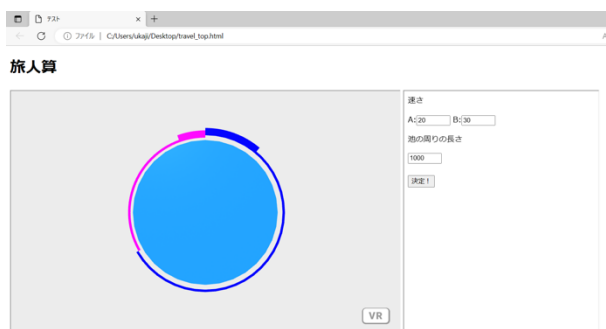 テスト
ファイル | C:/Users/ukaji/Desktop/travel_top.html
旅人算
速さ
A: 20 B: 30
池の周りの長さ
1000
決定！
VR